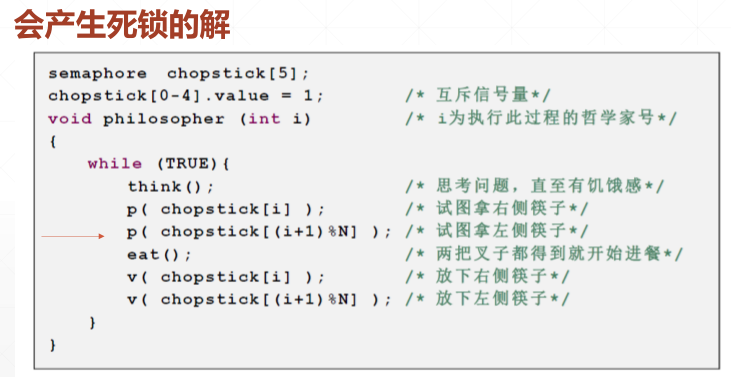 会产生死锁的解
semaphore chopstick[5];
chopstick[0-4].value = 1; /* 互斥信号量*/
void philosopher (int i) /* i为执行此过程的哲学家号*/
{
while (TRUE){
think(); /* 思考问题，直至有饥饿感*/
p( chopstick[i] ); /* 试图拿右侧筷子*/
p( chopstick[(i+1)%N] ); /* 试图拿左侧筷子*/
eat(); /* 两把叉子都得到就开始进餐*/
v( chopstick[i] ); /* 放下右侧筷子*/
v( chopstick[(i+1)%N] ); /* 放下左侧筷子*/
}
}